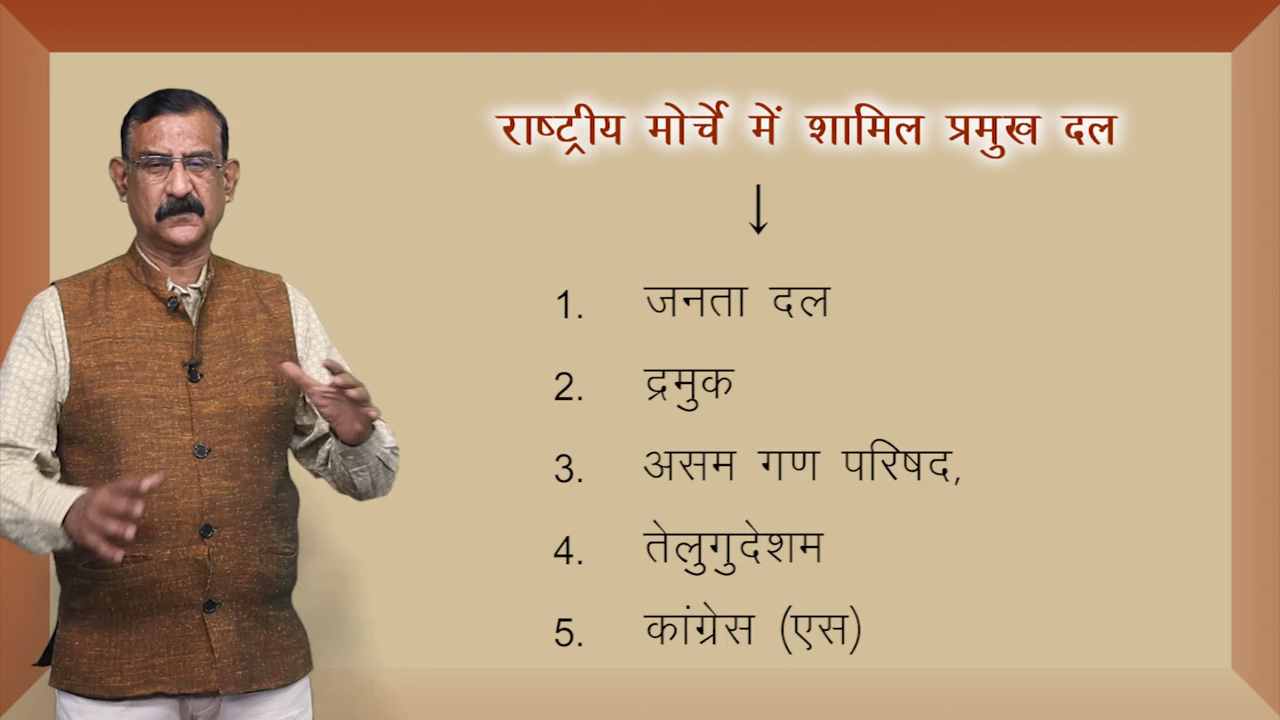 राष्ट्रीय मोर्चे में शामिल प्रमुख दल
1. जनता दल
2. द्रमुक
3. असम गण परिषद,
4. तेलुगुदेशम
5. कांग्रेस (एस)